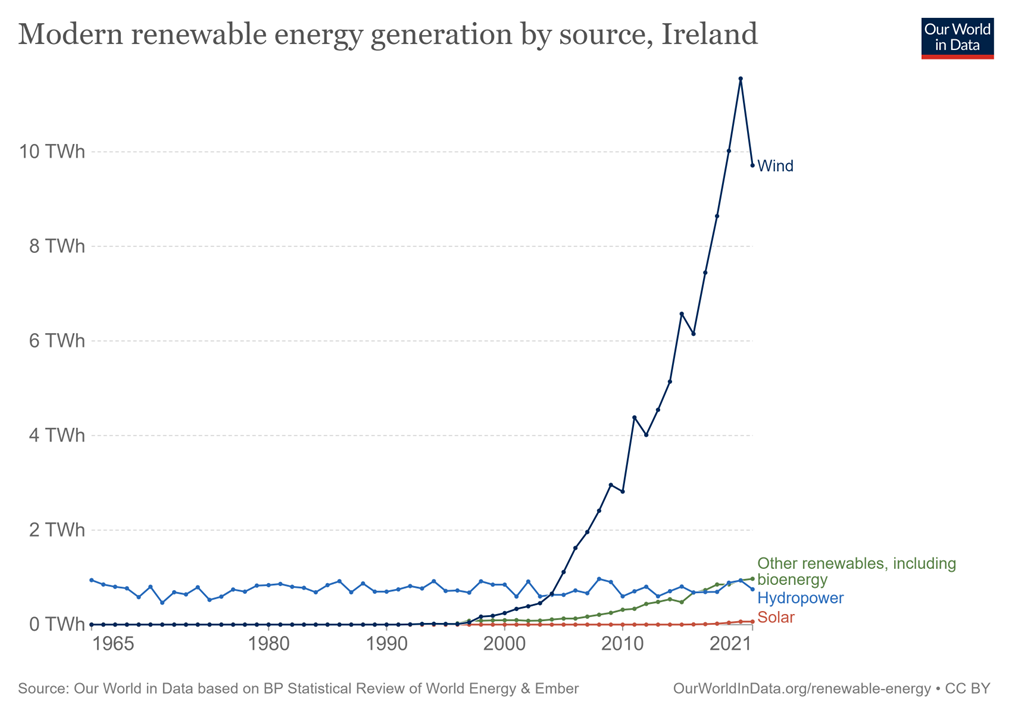 Modern renewable energy generation by source, Ireland
Our World
in Data
10 TWh
Wind
8 TWh
6 TWh
4 TWh
2 TWh
Other renewables, including
bioenergy
Hydropower
Solar
0 TWh
1965
1980
1990
2000
2010
2021
Source: Our World in Data based on BP Statistical Review of World Energy & Ember
OurWorldInData.org/renewable-energy • CC BY